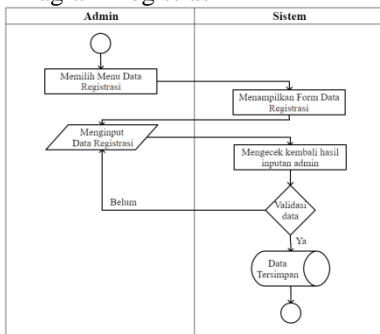 Admin
Sistem
Memilih Menu Data
Registrasi
Menampilkan Form Data
Registrasi
Menginput
Data Registrasi
Mengecek kembali hasil
inputan admin
Belum
Validasi
data
Ya
Data
Tersimpan